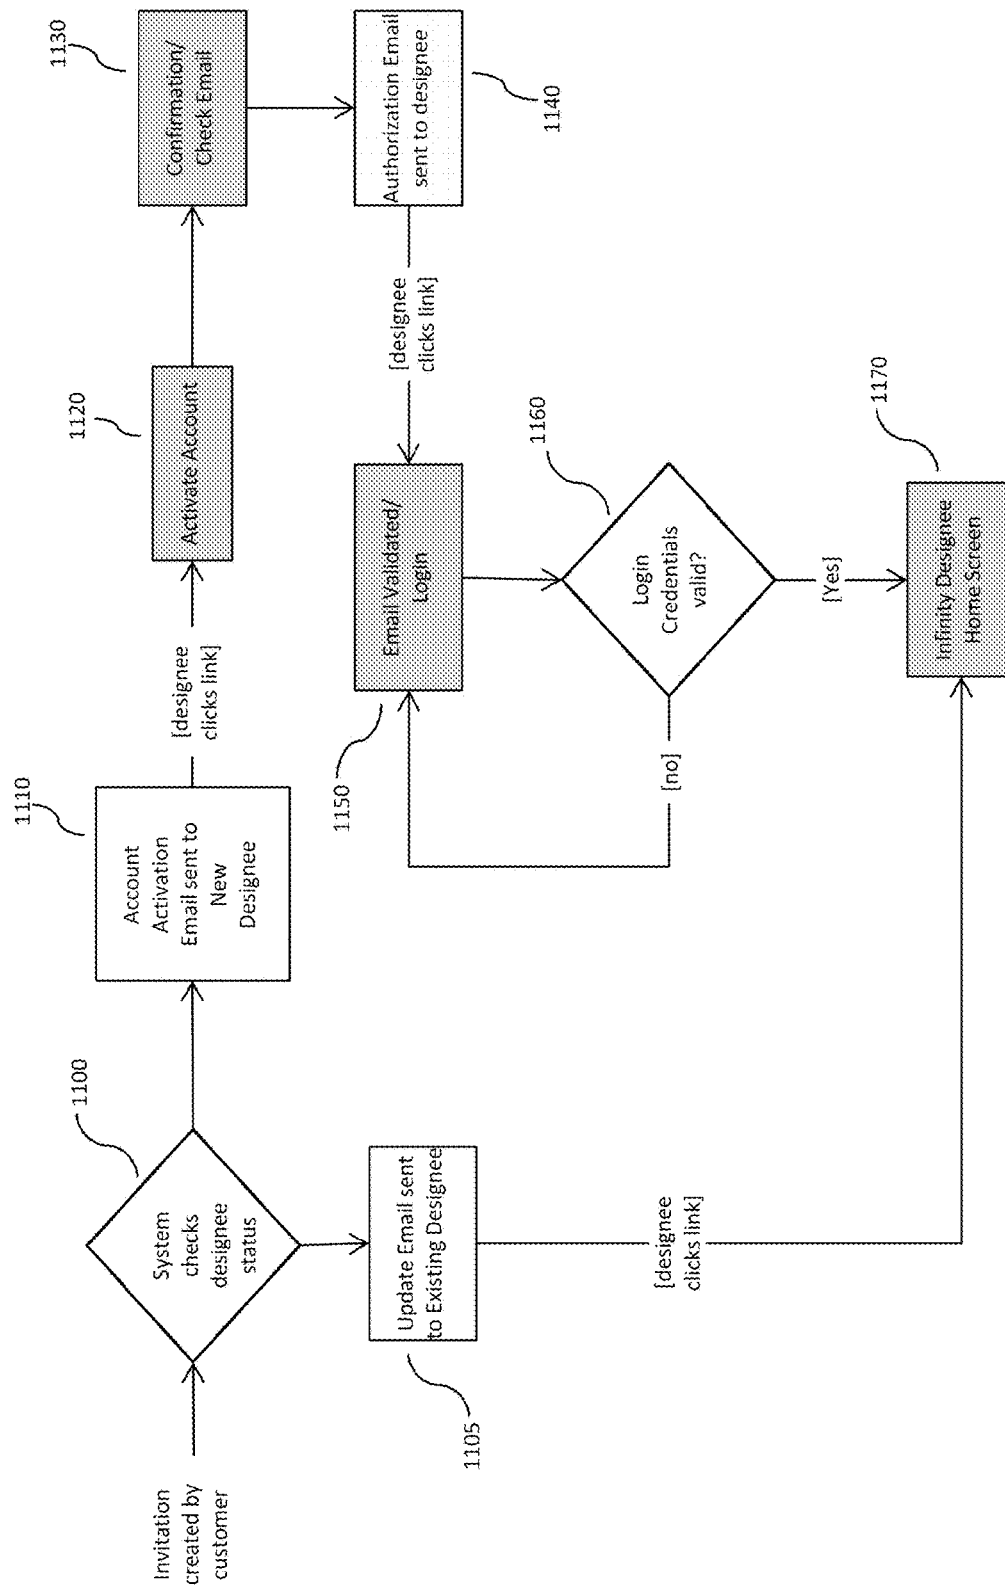 Invitation
created by
customer
System
checks
designee
status
1100
Update Email sent
to Existing Designee
1105
[designee
clicks link]
Account
Activation
Email sent to
New
Designee
1110
[designee
clicks link]
Activate Account
1120
Confirmation/
Check Email
1130
Authorization Email
sent to designee
1140
[designee
clicks link]
Email Validated/
Login
1150
Login
Credentials
valid?
1160
[no]
[Yes]
Infinity Designee
Home Screen
1170